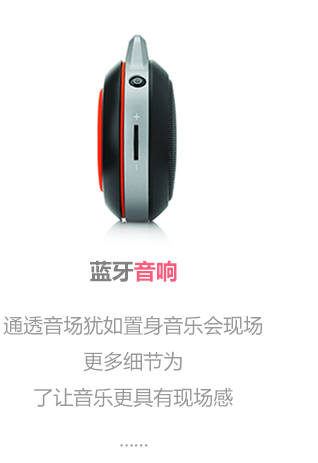 蓝牙音响
通透音场犹如置身音乐会现场
更多细节为
了让音乐更具有现场感
……